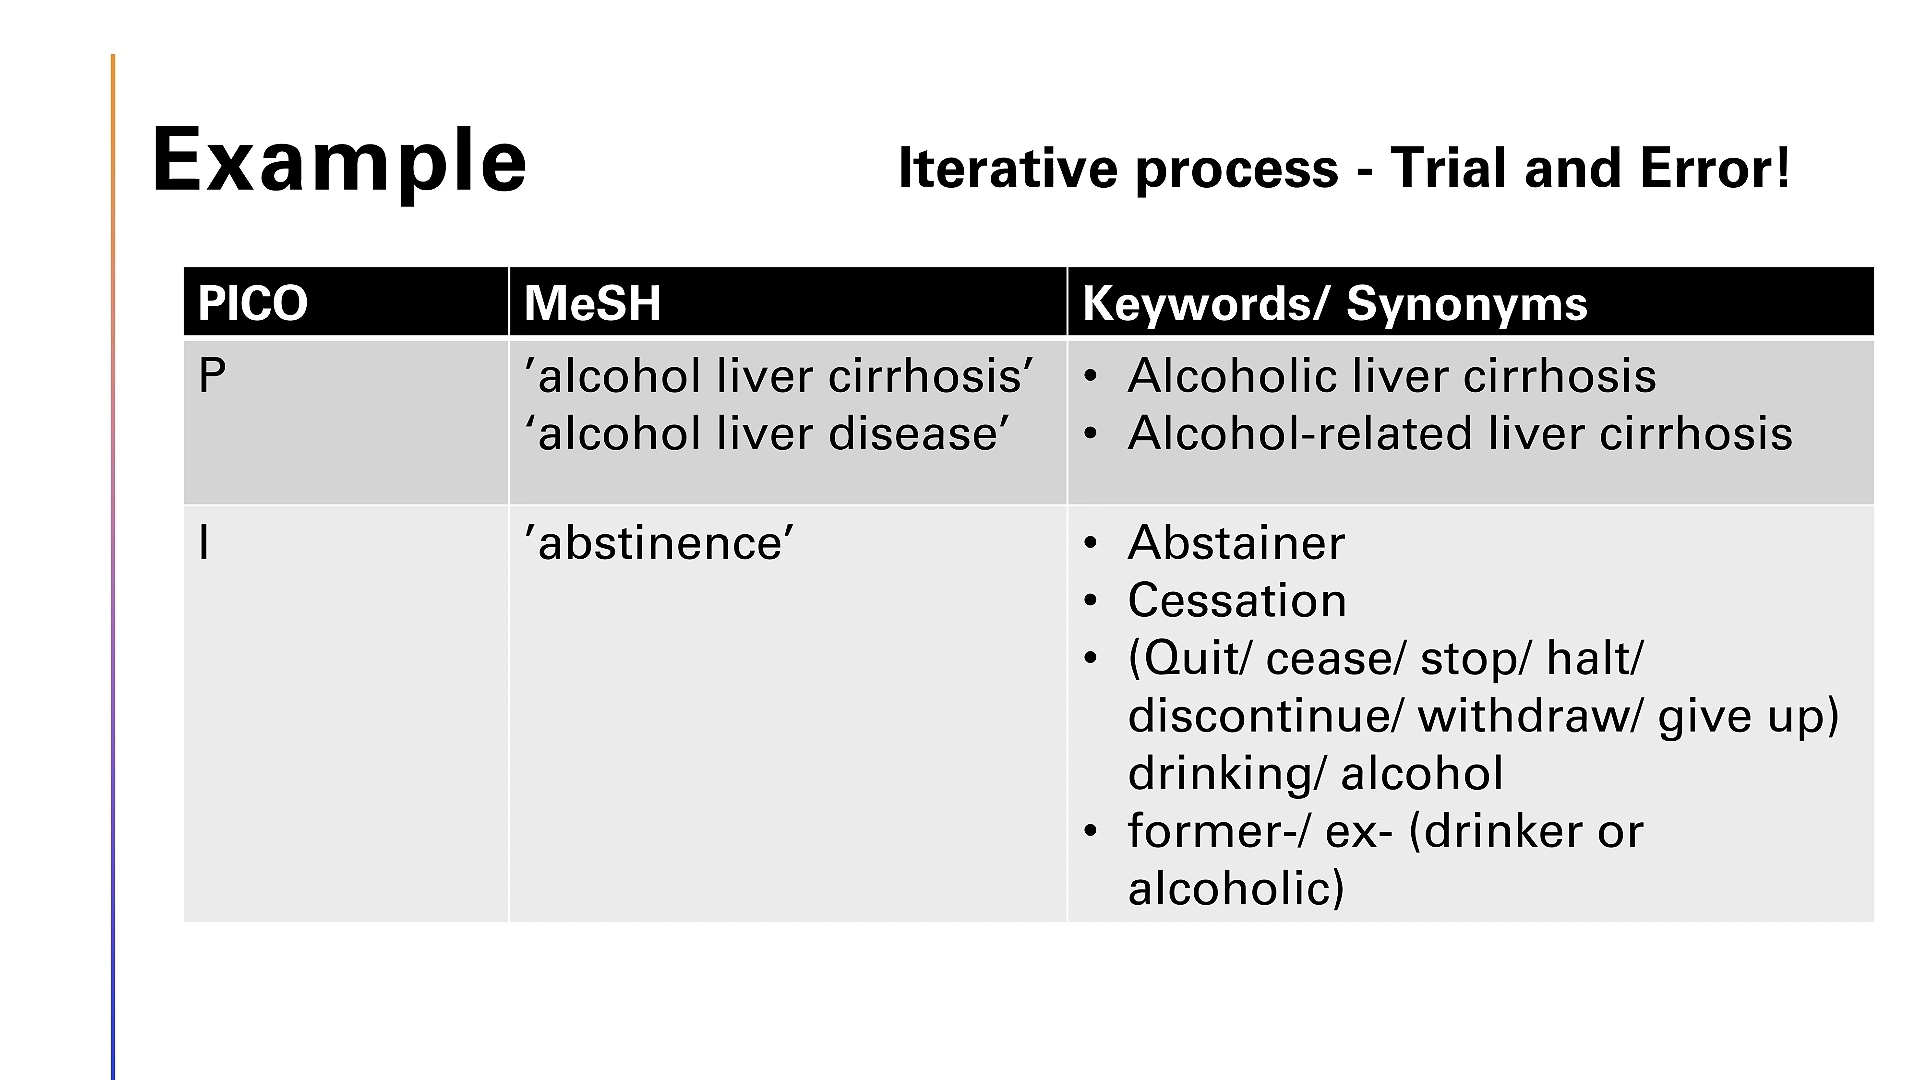 Example
Iterative process - Trial and Error!
PICO
MeSH
Keywords/ Synonyms
P
’alcohol liver cirrhosis’
‘alcohol liver disease’
• Alcoholic liver cirrhosis
• Alcohol-related liver cirrhosis
I
’abstinence’
• Abstainer
• Cessation
• (Quit/ cease/ stop/ halt/
discontinue/ withdraw/ give up)
drinking/ alcohol
• former-/ ex- (drinker or
alcoholic)